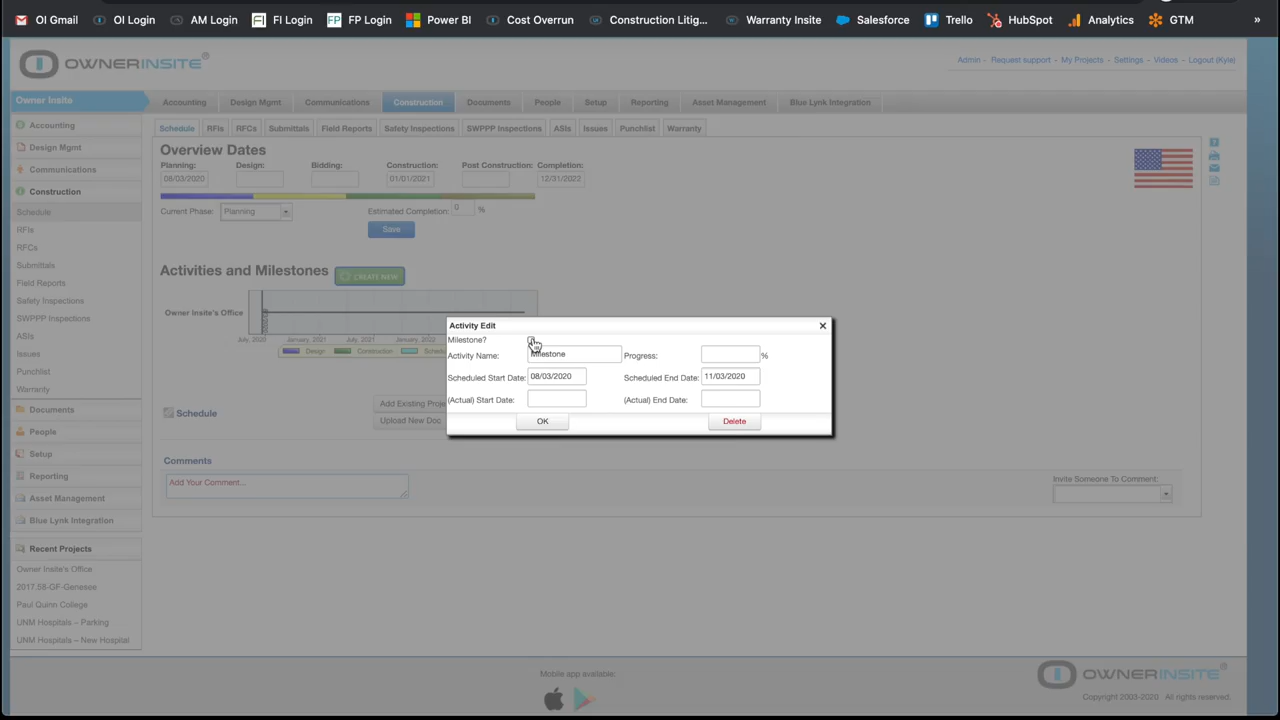 OI Gmail OI Login AM Login FI FI Login FP FP Login Power BI Cost Overrun Construction Litig... Warranty Insite Salesforce Trello HubSpot Analytics GTM »
OWNERINSITE® Admin Request support My Projects Settings Videos Logout (Kyle)
Owner Insite Accounting Design Mgmt Communications Construction Documents People Setup Reporting Asset Management Blue Lynk Integration
Accounting Schedule RFIs RFCs Submittals Field Reports Safety Inspections SWPPP Inspections ASIs Issues Punchlist Warranty
Design Mgmt Overview Dates
Communications Planning: Design: Bidding: Construction: Post Construction: Completion:
08/03/2020 01/01/2021 12/31/2022
Construction
Schedule Current Phase: Planning Estimated Completion: 0 %
RFIs Save
RFCs
Submittals Activities and Milestones CREATE NEW
Field Reports
Safety Inspections
SWPPP Inspections Owner Insite's Office
ASIs July, 2020 January, 2021 July, 2021 January, 2022
Issues Design Construction Schedu
Punchlist
Warranty
Documents Schedule Add Existing Proje
People Upload New Doc
Setup Comments
Reporting Add Your Comment... Invite Someone To Comment:
Asset Management
Blue Lynk Integration
Recent Projects
Owner Insite's Office
2017.58-GF-Genesee
Paul Quinn College
UNM Hospitals – Parking
UNM Hospitals – New Hospital
Activity Edit
Milestone?
Activity Name: Milestone Progress: %
Scheduled Start Date: 08/03/2020 Scheduled End Date: 11/03/2020
(Actual) Start Date: (Actual) End Date:
OK Delete
Mobile app available:
OWNERINSITE®
Copyright 2003-2020 All rights reserved.